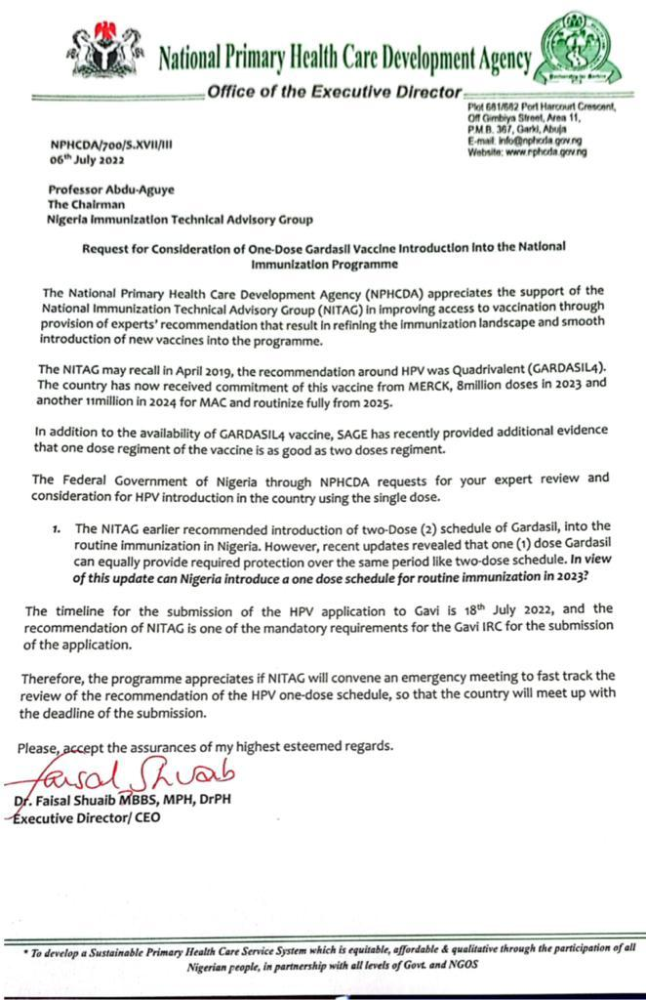 National Primary Health Care Development Agency
Office of the Executive Director
Plot 681/682 Port Harcourt Crescent,
Off Gimbiya Street, Area 11,
P.M.B. 367, Garki, Abuja
E-mail: info@nphcda.gov.ng
Website: www.nphcda.gov.ng
NPHCDA/700/S.XVII/III
06th July 2022
Professor Abdu-Aguye
The Chairman
Nigeria Immunization Technical Advisory Group
Request for Consideration of One-Dose Gardasil Vaccine Introduction into the National
Immunization Programme
The National Primary Health Care Development Agency (NPHCDA) appreciates the support of the
National Immunization Technical Advisory Group (NITAG) in improving access to vaccination through
provision of experts' recommendation that result in refining the immunization landscape and smooth
introduction of new vaccines into the programme.
The NITAG may recall in April 2019, the recommendation around HPV was Quadrivalent (GARDASIL4).
The country has now received commitment of this vaccine from MERCK, 8million doses in 2023 and
another 11million in 2024 for MAC and routinize fully from 2025.
In addition to the availability of GARDASIL4 vaccine, SAGE has recently provided additional evidence
that one dose regiment of the vaccine is as good as two doses regiment.
The Federal Government of Nigeria through NPHCDA requests for your expert review and
consideration for HPV introduction in the country using the single dose.
1. The NITAG earlier recommended introduction of two-Dose (2) schedule of Gardasil, into the
routine immunization in Nigeria. However, recent updates revealed that one (1) dose Gardasil
can equally provide required protection over the same period like two-dose schedule. In view
of this update can Nigeria introduce a one dose schedule for routine immunization in 2023?
The timeline for the submission of the HPV application to Gavi is 18th July 2022, and the
recommendation of NITAG is one of the mandatory requirements for the Gavi IRC for the submission
of the application.
Therefore, the programme appreciates if NITAG will convene an emergency meeting to fast track the
review of the recommendation of the HPV one-dose schedule, so that the country will meet up with
the deadline of the submission.
Please, accept the assurances of my highest esteemed regards.
Faisal Shuaib
Dr. Faisal Shuaib MBBS, MPH, DrPH
Executive Director/ CEO
* To develop a Sustainable Primary Health Care Service System which is equitable, affordable & qualitative through the participation of all
Nigerian people, in partnership with all levels of Govt. and NGOS